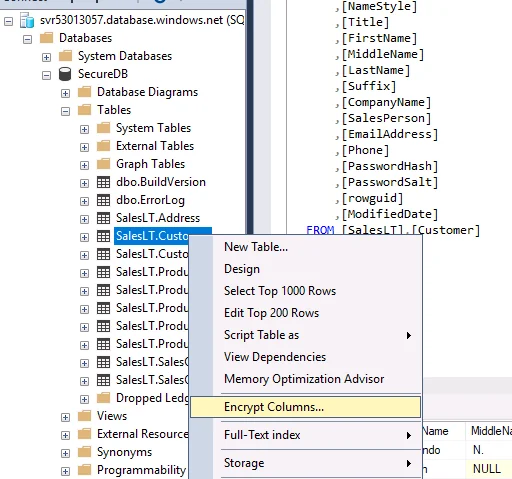 svr53013057.database.windows.net (SQ
Databases
System Databases
SecureDB
Database Diagrams
Tables
System Tables
External Tables
Graph Tables
dbo.BuildVersion
dbo.ErrorLog
SalesLT.Address
SalesLT.Custo
SalesLT.Custo
SalesLT.Produ
SalesLT.Produ
SalesLT.Produ
SalesLT.Produ
SalesLT.Produ
SalesLT.SalesO
SalesLT.SalesO
Dropped Ledg
Views
External Resource
Synonyms
Programmability
,[NameStyle]
,[Title]
,[FirstName]
,[MiddleName]
,[LastName]
,[Suffix]
,[CompanyName]
,[SalesPerson]
,[EmailAddress]
,[Phone]
,[PasswordHash]
,[PasswordSalt]
,[rowguid]
,[ModifiedDate]
FROM [SalesLT].[Customer]
New Table...
Design
Select Top 1000 Rows
Edit Top 200 Rows
Script Table as
View Dependencies
Memory Optimization Advisor
Encrypt Columns...
Full-Text index
Storage
Name MiddleNa
ndo N.
n NULL